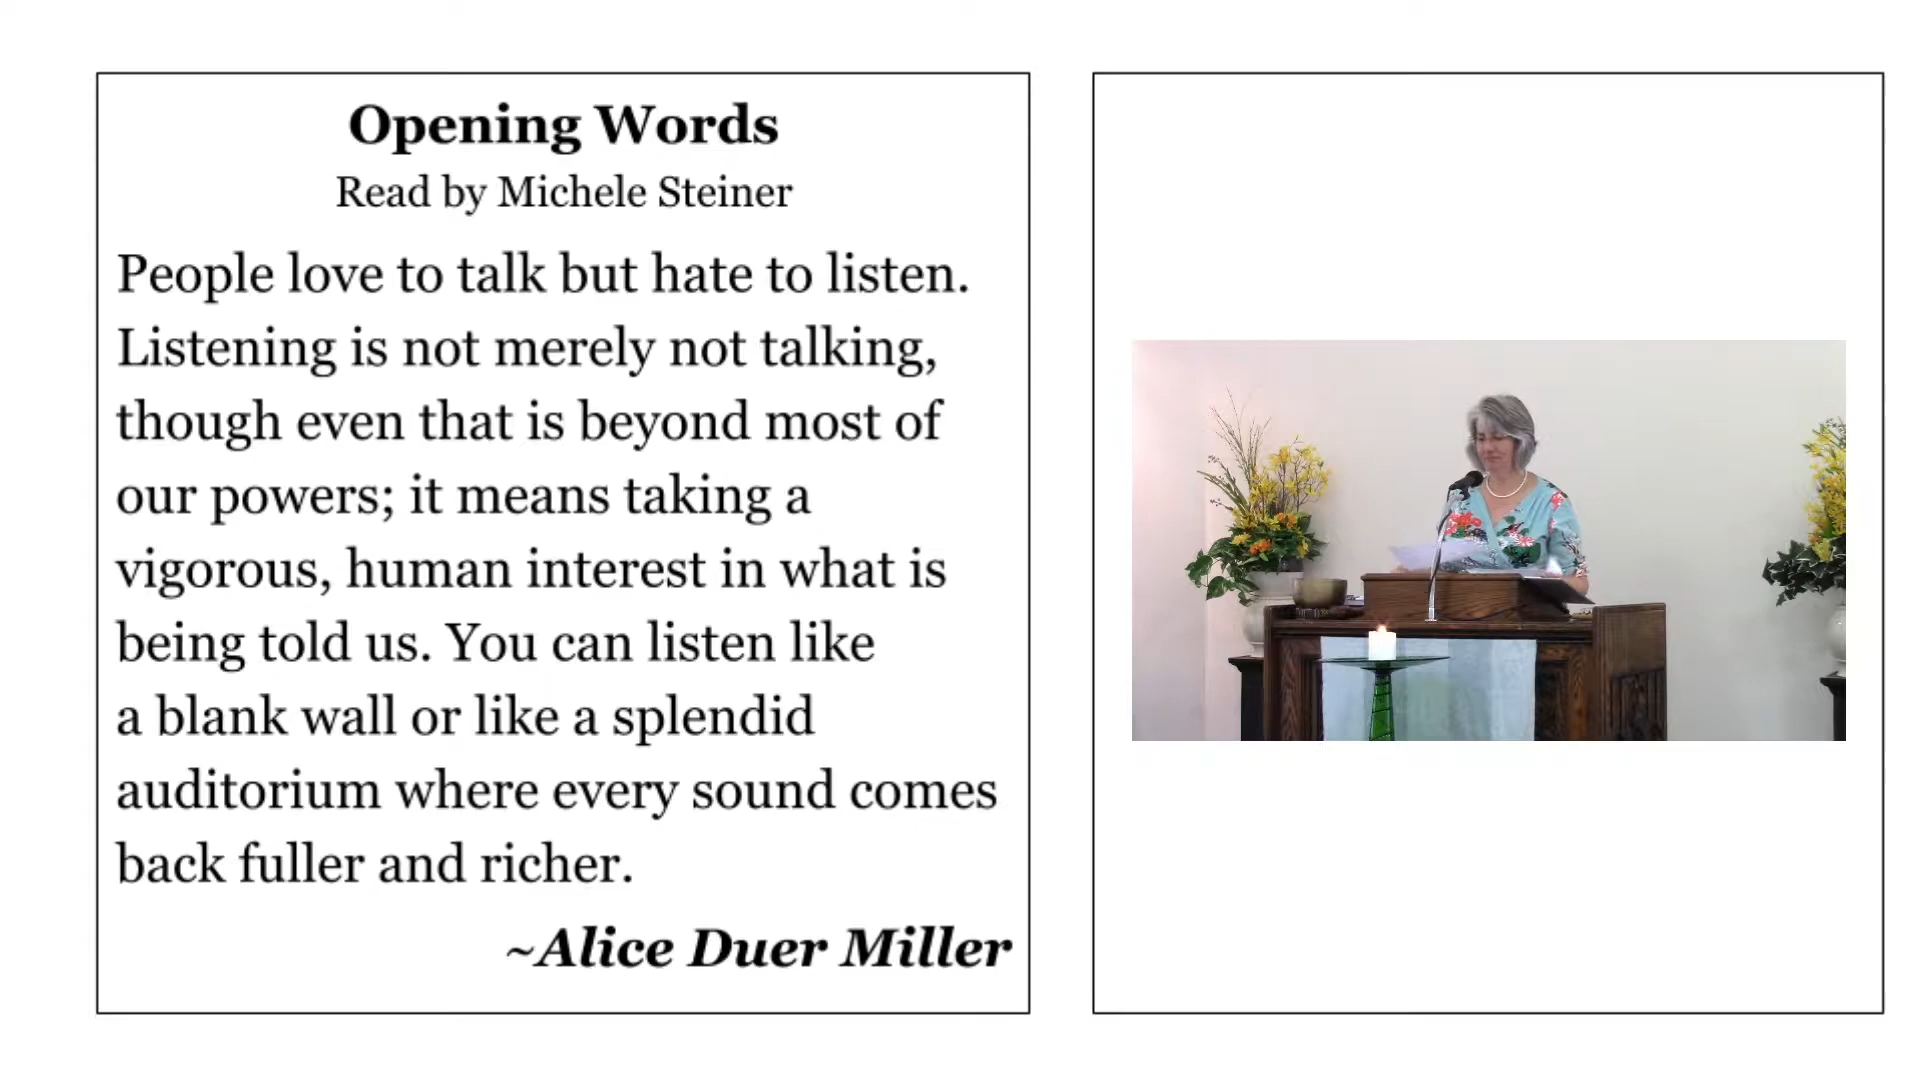 Opening Words
Read by Michele Steiner
People love to talk but hate to listen.
Listening is not merely not talking,
though even that is beyond most of
our powers; it means taking a
vigorous, human interest in what is
being told us. You can listen like
a blank wall or like a splendid
auditorium where every sound comes
back fuller and richer.
~Alice Duer Miller